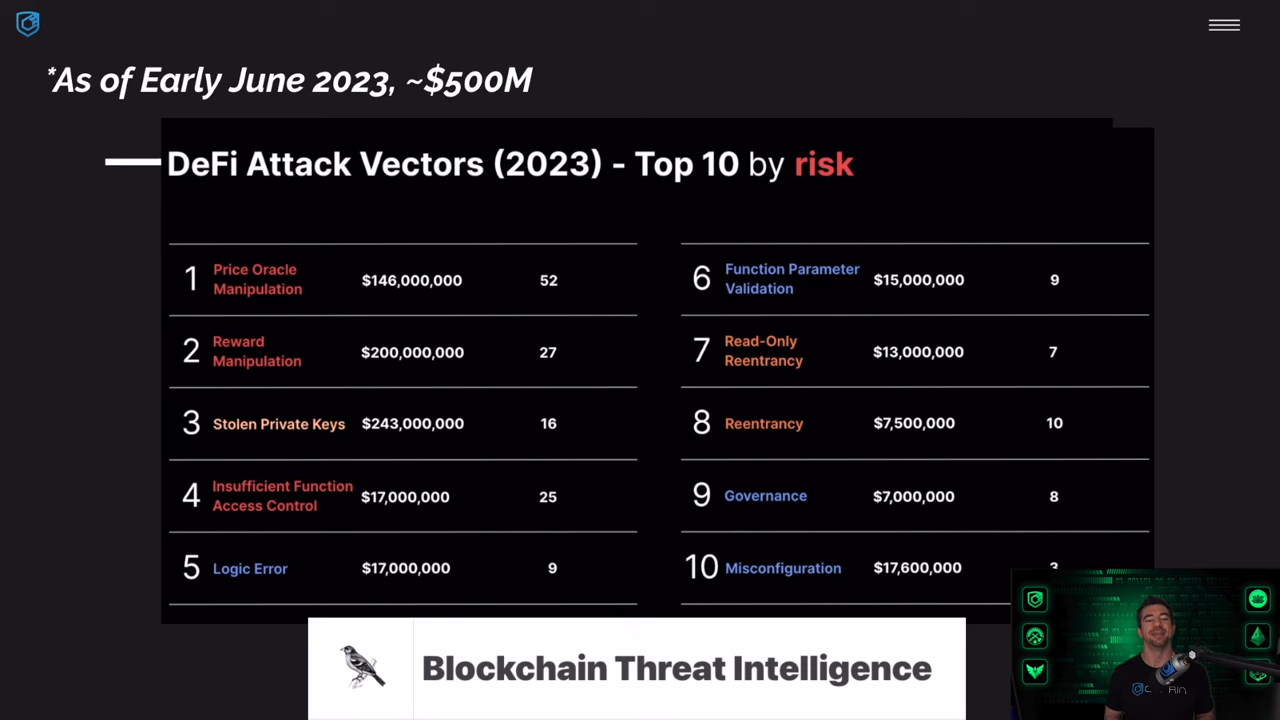 *As of Early June 2023, ~$500M
DeFi Attack Vectors (2023) - Top 10 by risk
1 Price Oracle Manipulation $146,000,000 52
2 Reward Manipulation $200,000,000 27
3 Stolen Private Keys $243,000,000 16
4 Insufficient Function Access Control $17,000,000 25
5 Logic Error $17,000,000 9
6 Function Parameter Validation $15,000,000 9
7 Read-Only Reentrancy $13,000,000 7
8 Reentrancy $7,500,000 10
9 Governance $7,000,000 8
10 Misconfiguration $17,600,000
Blockchain Threat Intelligence